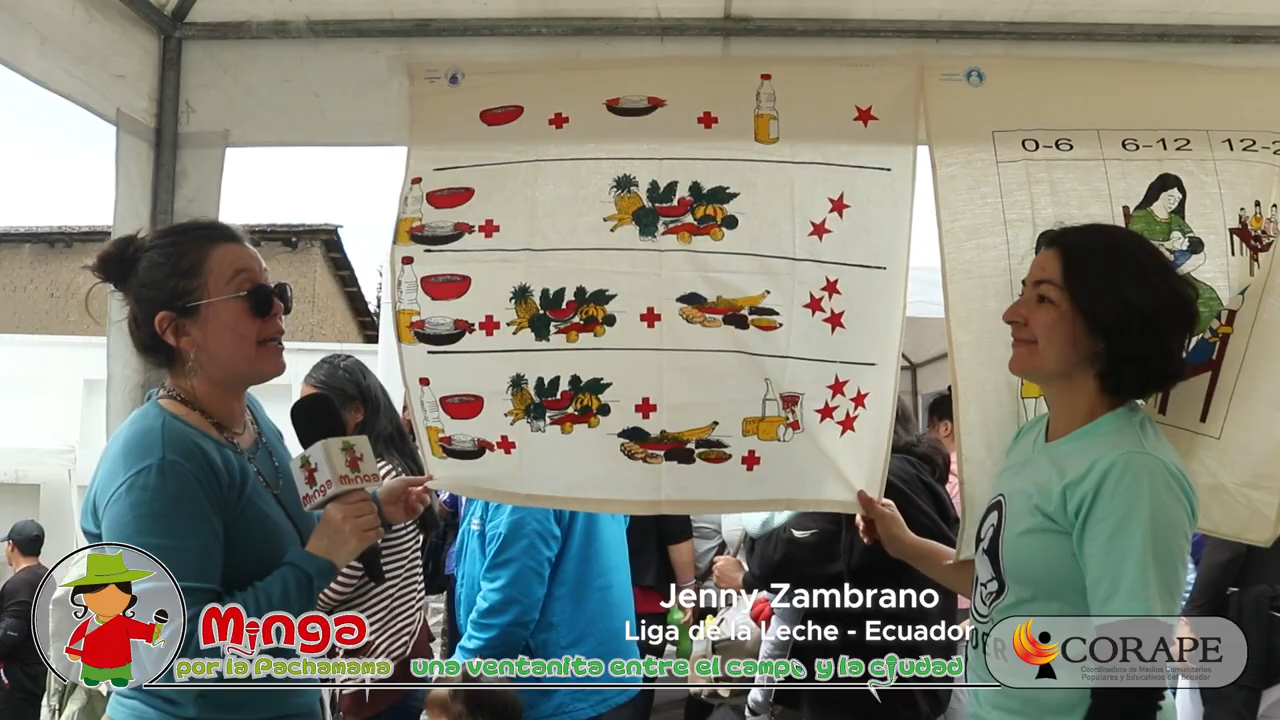 0-6 6-12 12-2
Minga Minga
Jenny Zambrano
Liga de la Leche - Ecuador
Minga
por la Pachamama una ventanita entre el campo y la ciudad
CORAPE
Coordinadora de Medios Comunitarios
Populares y Educativos del Ecuador